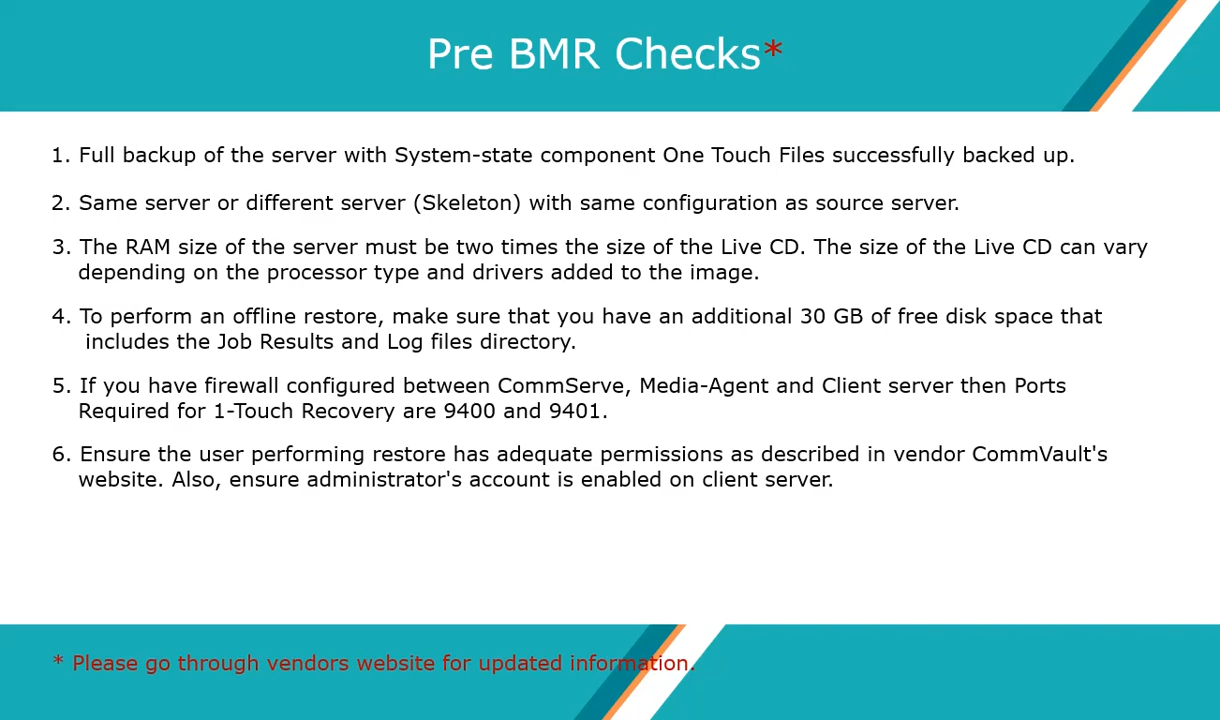 Pre BMR Checks*
1. Full backup of the server with System-state component One Touch Files successfully backed up.
2. Same server or different server (Skeleton) with same configuration as source server.
3. The RAM size of the server must be two times the size of the Live CD. The size of the Live CD can vary
depending on the processor type and drivers added to the image.
4. To perform an offline restore, make sure that you have an additional 30 GB of free disk space that
includes the Job Results and Log files directory.
5. If you have firewall configured between CommServe, Media-Agent and Client server then Ports
Required for 1-Touch Recovery are 9400 and 9401.
6. Ensure the user performing restore has adequate permissions as described in vendor CommVault's
website. Also, ensure administrator's account is enabled on client server.
* Please go through vendors website for updated information.